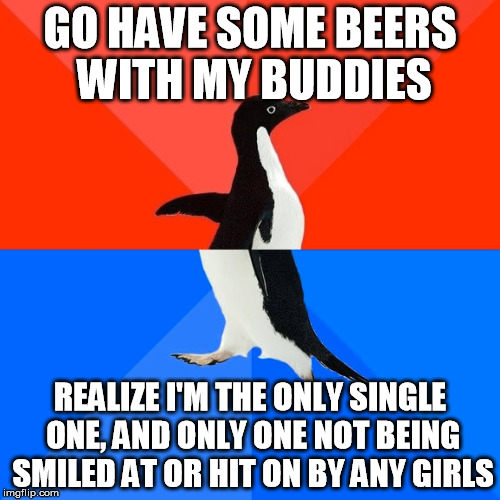 GO HAVE SOME BEERS
WITH MY BUDDIES
REALIZE I'M THE ONLY SINGLE
ONE, AND ONLY ONE NOT BEING
SMILED AT OR HIT ON BY ANY GIRLS
imgflip.com